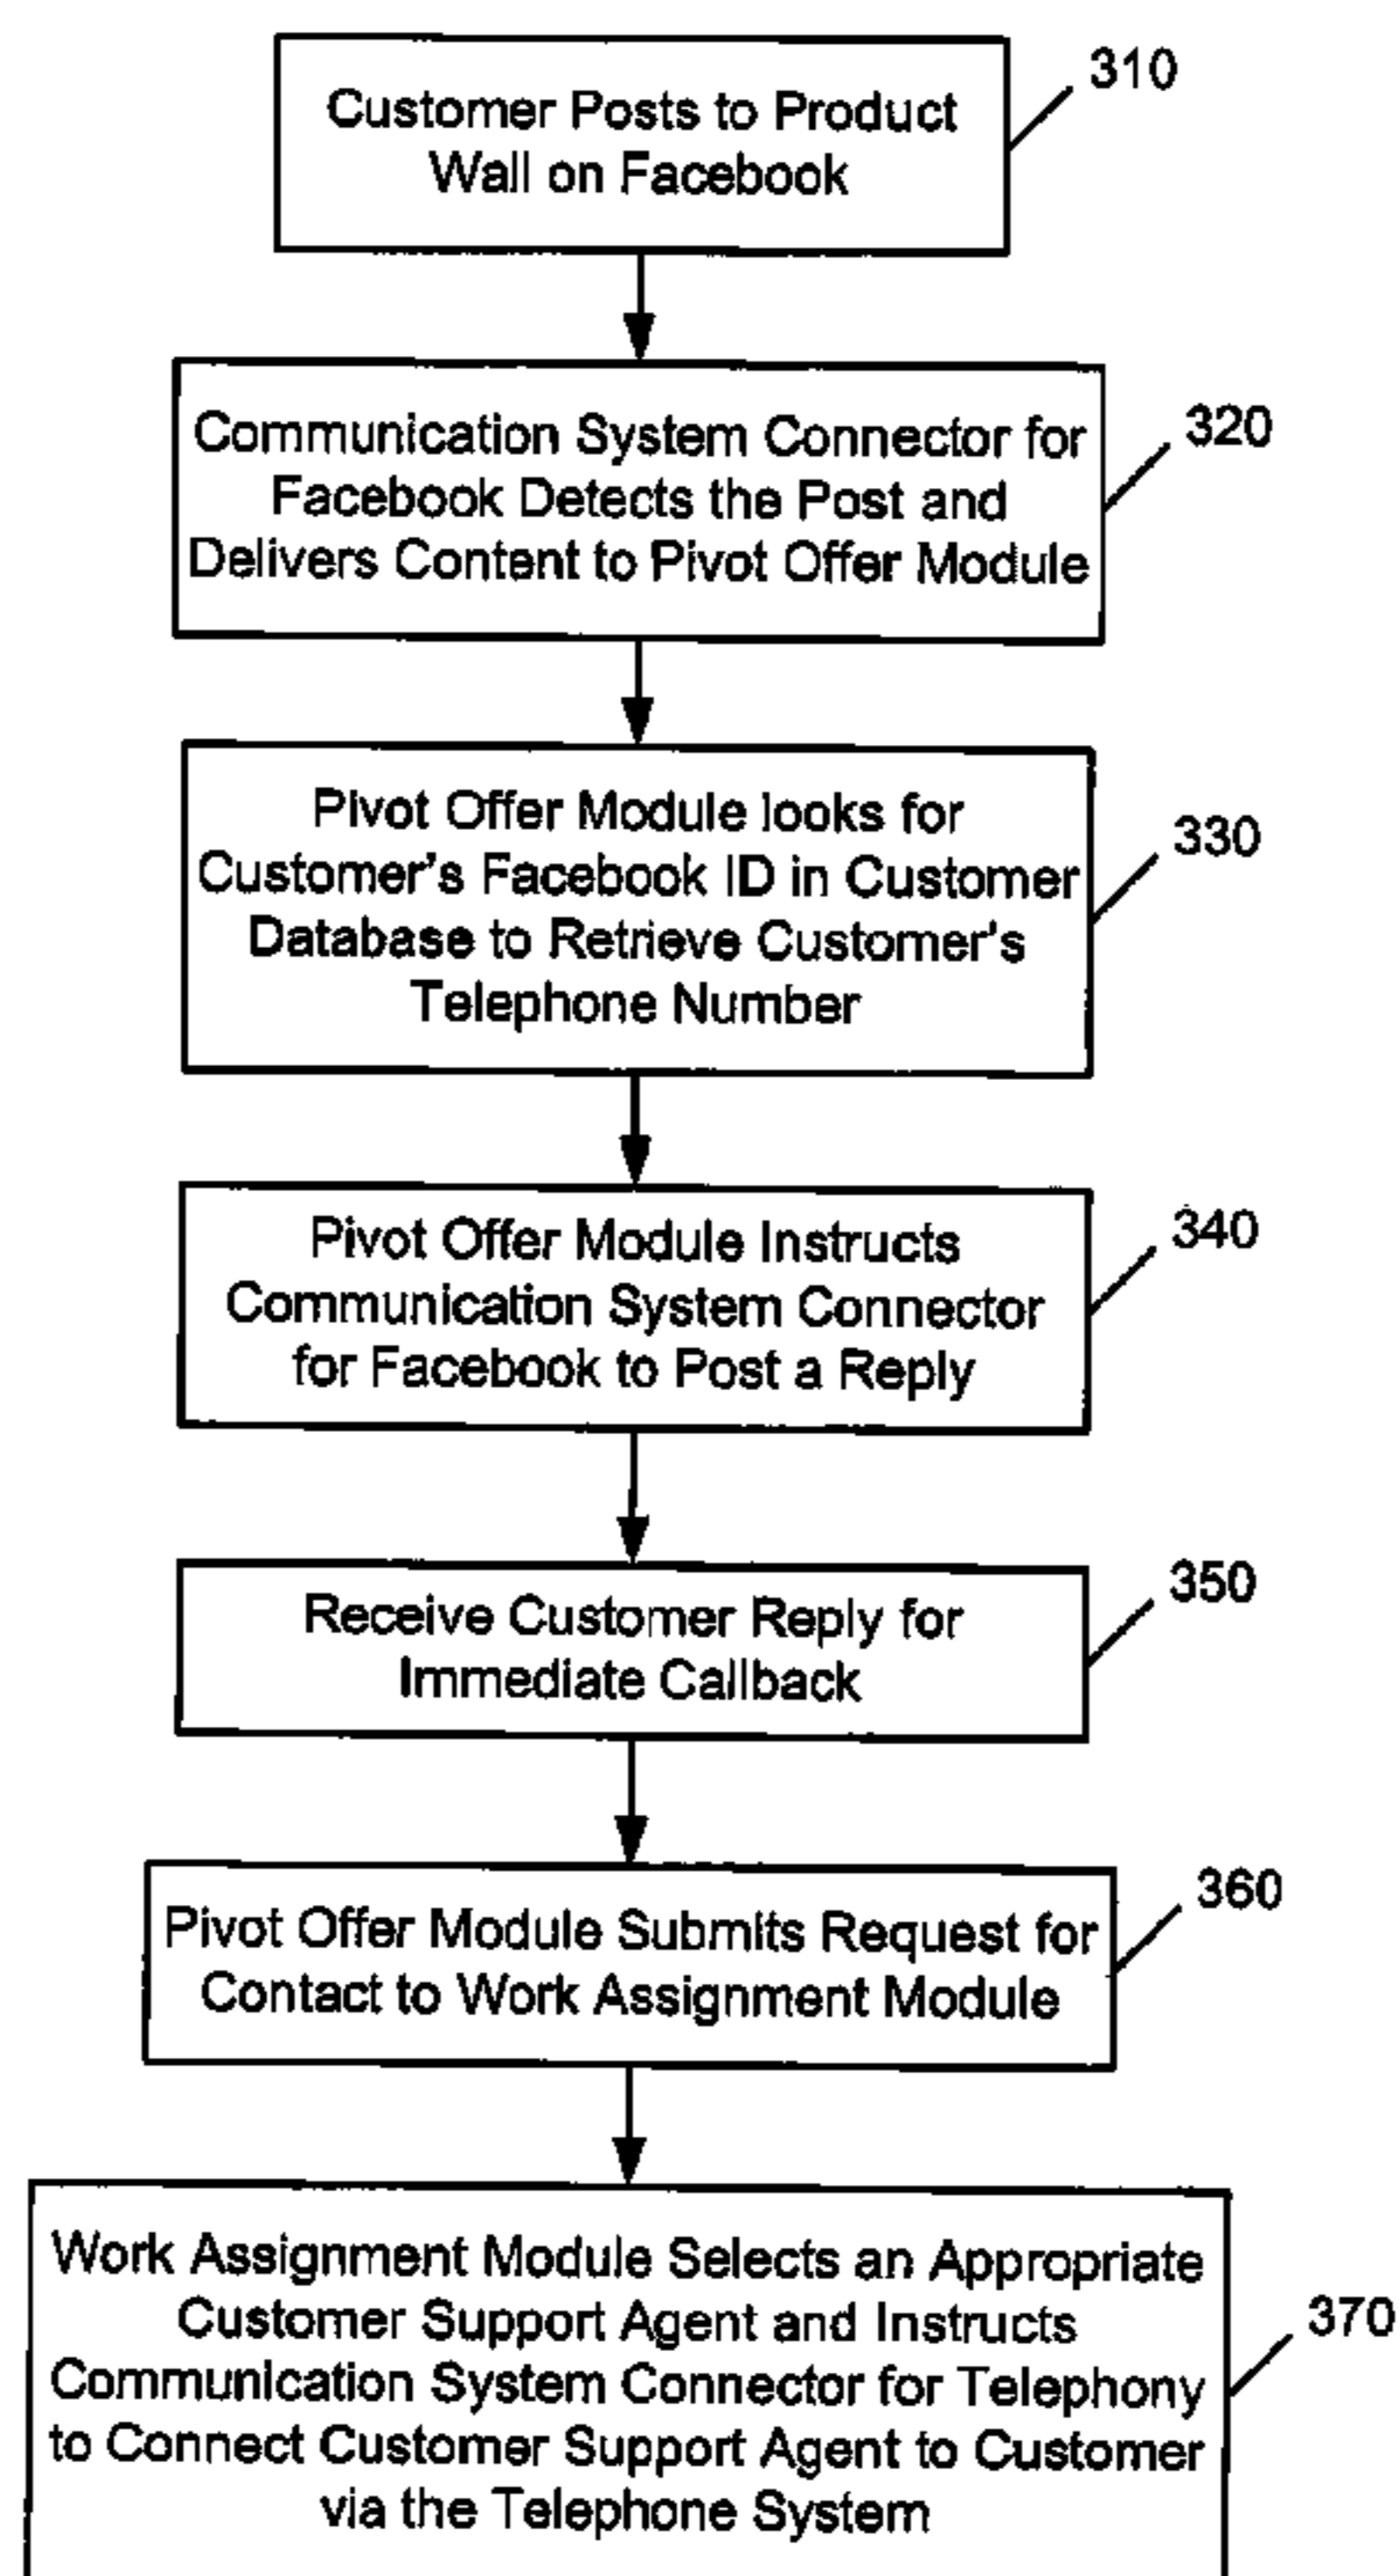 Customer Posts to Product
Wall on Facebook
310
Communication System Connector for
Facebook Detects the Post and
Delivers Content to Pivot Offer Module
320
Pivot Offer Module looks for
Customer's Facebook ID in Customer
Database to Retrieve Customer's
Telephone Number
330
Pivot Offer Module Instructs
Communication System Connector
for Facebook to Post a Reply
340
Receive Customer Reply for
Immediate Callback
350
Pivot Offer Module Submits Request for
Contact to Work Assignment Module
360
Work Assignment Module Selects an Appropriate
Customer Support Agent and Instructs
Communication System Connector for Telephony
to Connect Customer Support Agent to Customer
via the Telephone System
370